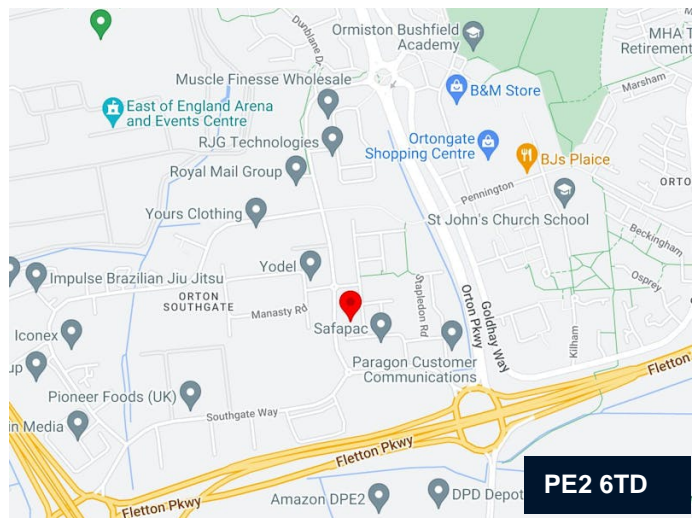 Dunblane Dr
Ormiston Bushfield
Academy
MHA T
Retirement
Marsham
Muscle Finesse Wholesale
B&M Store
East of England Arena
and Events Centre
RJG Technologies
Ortongate
Shopping Centre
BJs Plaice
Royal Mail Group
Pennington
ORTO
Yours Clothing
St John's Church School
Beckingham
Yodel
Impulse Brazilian Jiu Jitsu
Osprey
ORTON
SOUTHGATE
Manasty Rd
Stapledon Rd
Orton Pkwy
Goldhay Way
Safapac
Iconex
Kilham
Paragon Customer
Communications
up
Fletton
Pioneer Foods (UK)
Southgate Way
in Media
Fletton Pkwy
PE2 6TD
Amazon DPE2
DPD Depot
Fletton Pkwy